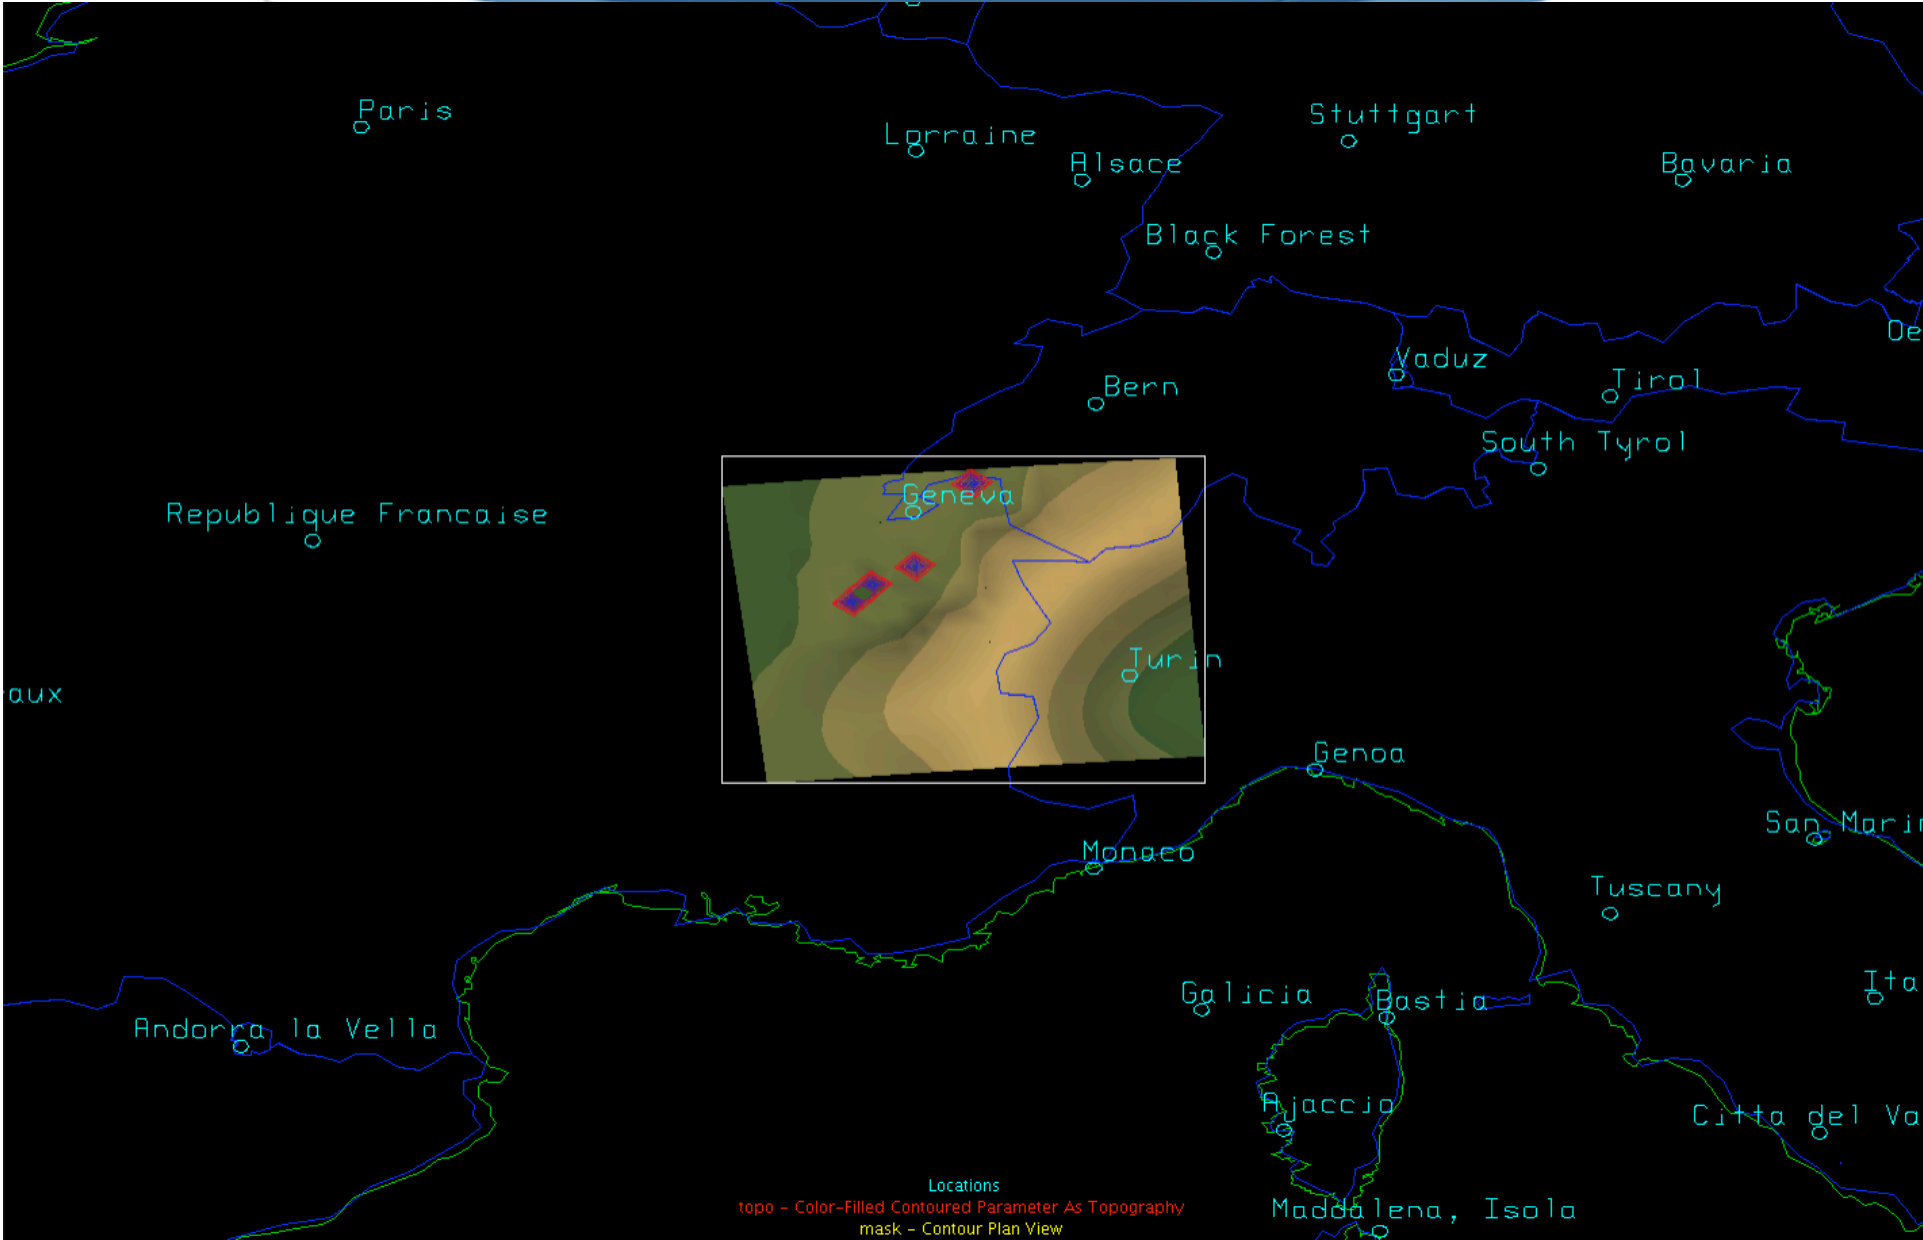 Paris
Stuttgart
Lorraine
Alsace
Bavaria
Black Forest
Oe
Vaduz
Tirol
Bern
South Tyrol
Geneva
Republique Francaise
Turin
aux
Genoa
San Marin
Monaco
Tuscany
Ita
Galicia
Bastia
Andorra la Vella
Ajaccio
Citta del Va
Locations
topo - Color-Filled Contoured Parameter As Topography
Maddalena, Isola
mask - Contour Plan View